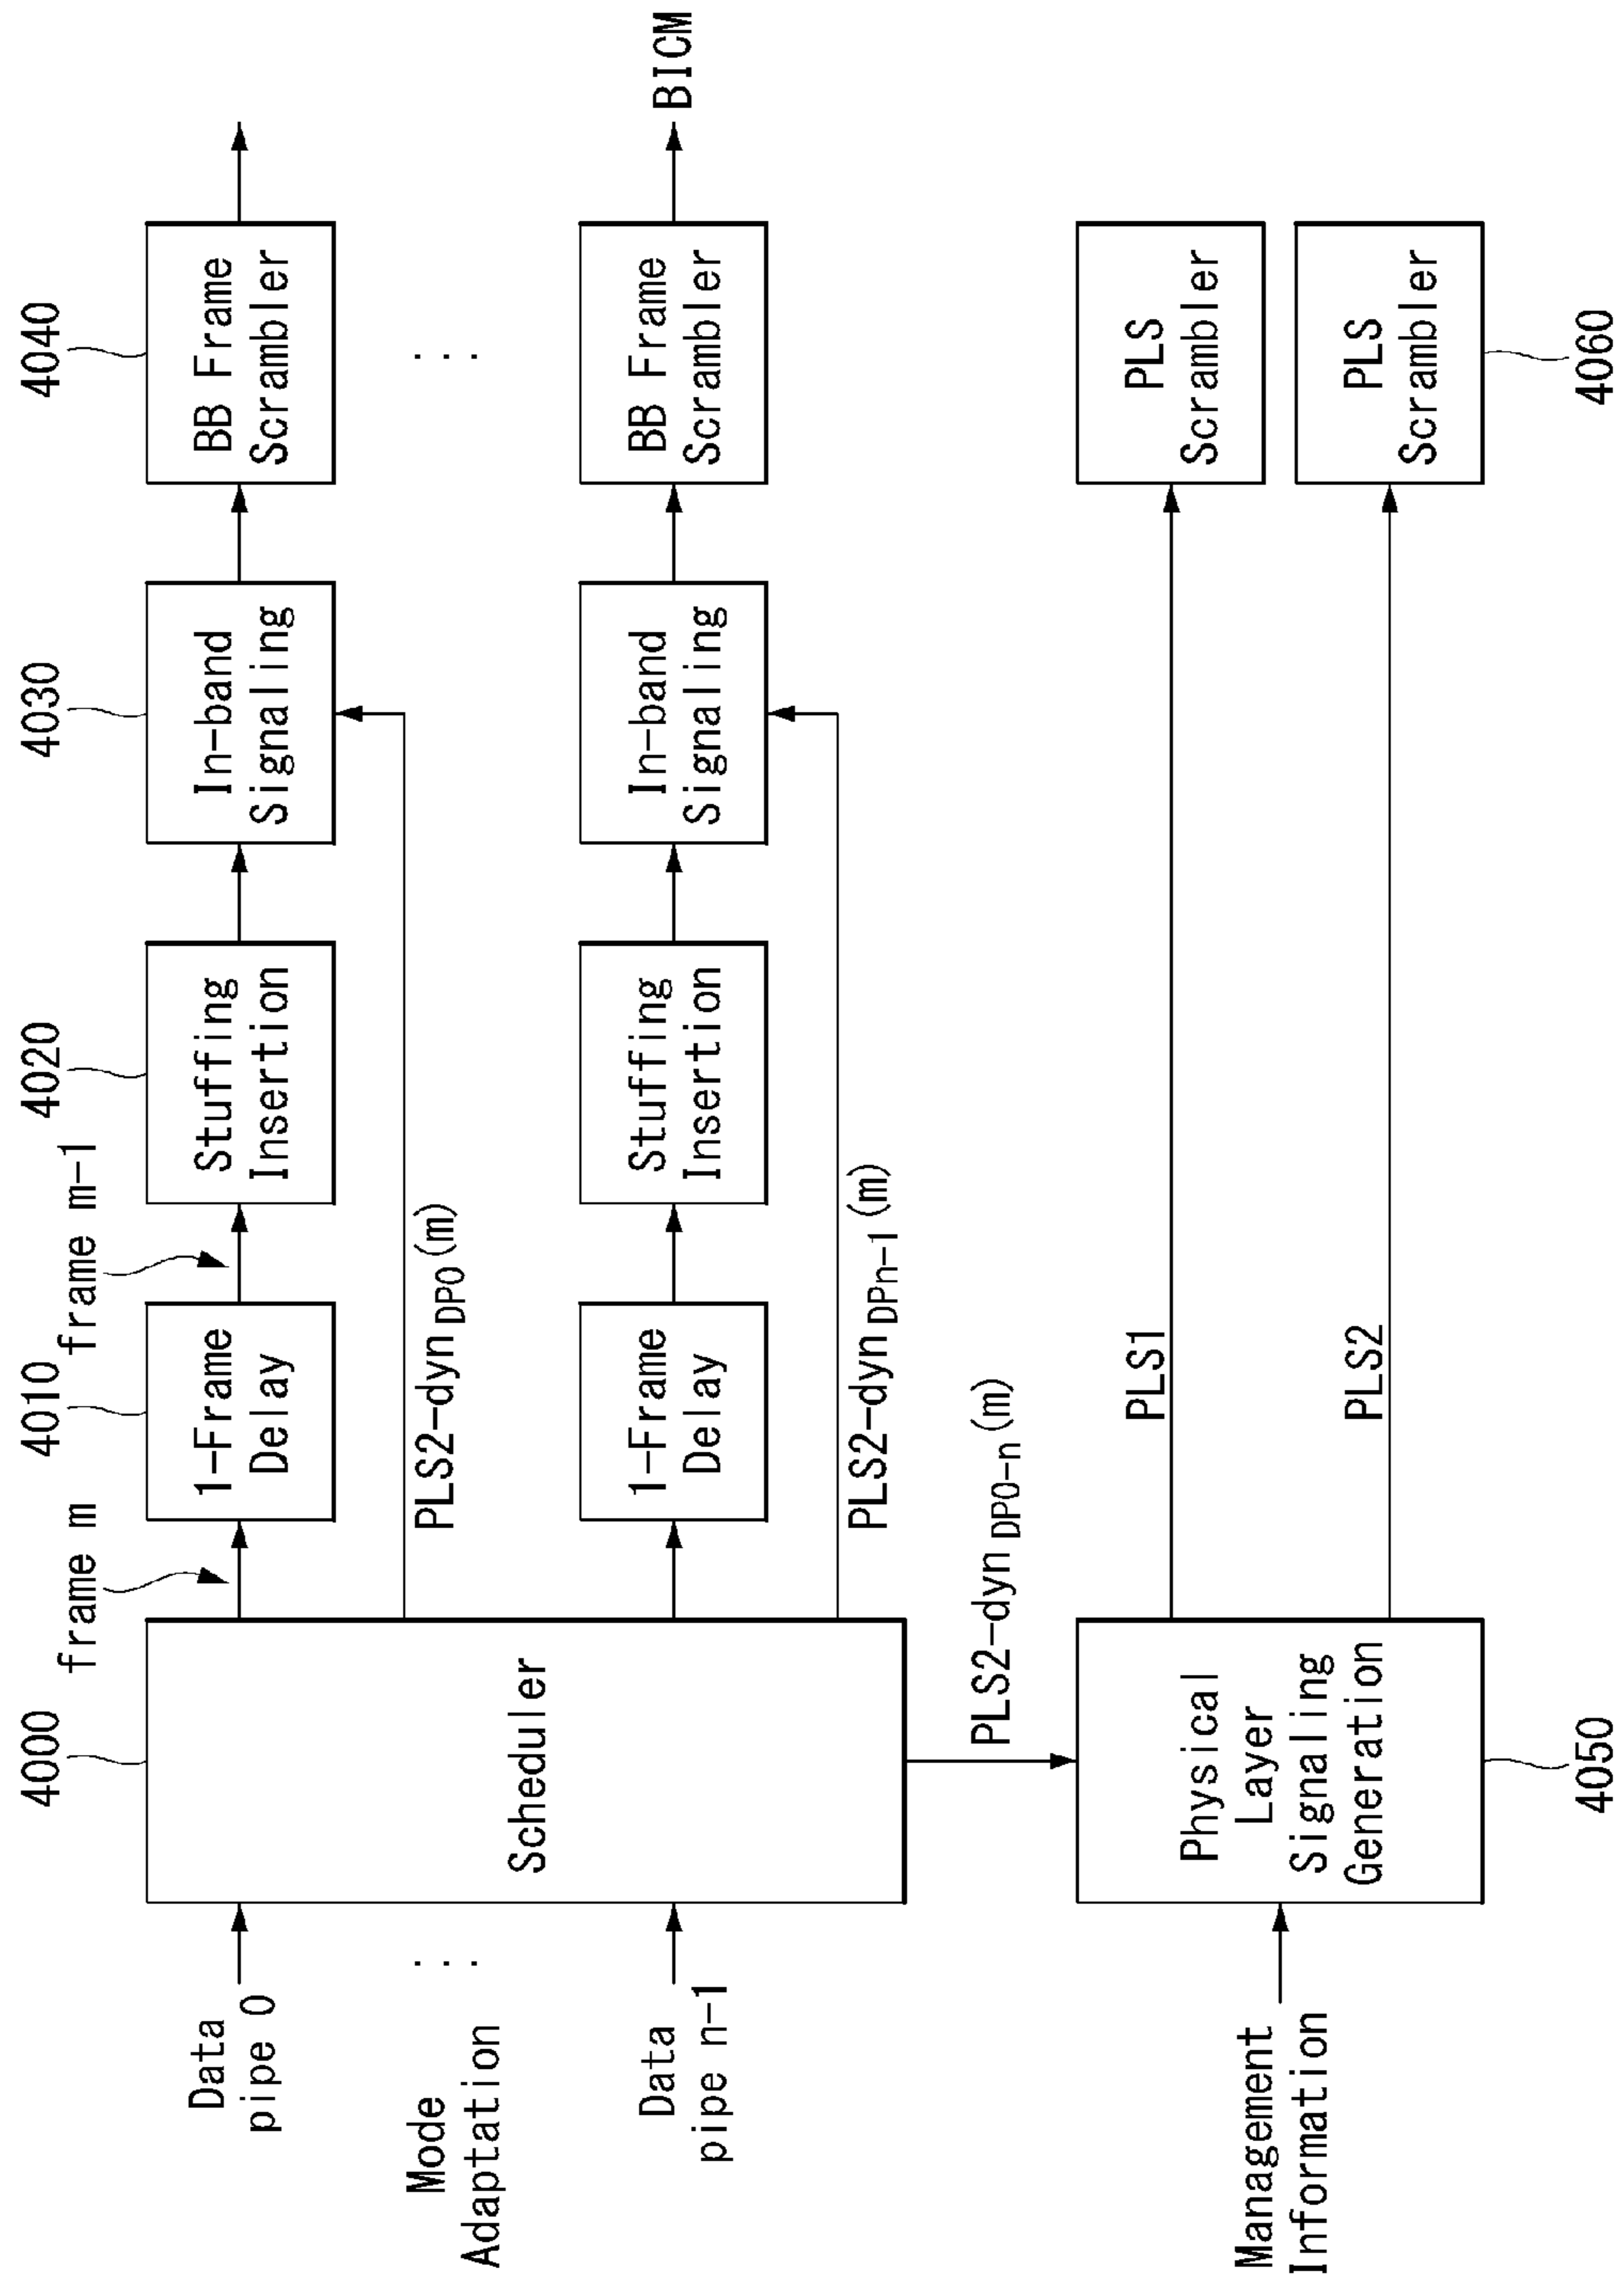 4000
4010
4020
4030
4040
frame m
frame m-1
Data
pipe 0
1-Frame
Delay
Stuffing
Insertion
In-band
Signaling
BB Frame
Scrambler
PLS2-dyn DP0 (m)
Mode
Adaptation
...
Scheduler
...
Data
pipe n-1
1-Frame
Delay
Stuffing
Insertion
In-band
Signaling
BB Frame
Scrambler
BICM
PLS2-dyn DPn-1 (m)
PLS2-dyn DP0-n (m)
Management
Information
Physical
Layer
Signaling
Generation
PLS1
PLS
Scrambler
PLS2
PLS
Scrambler
4050
4060